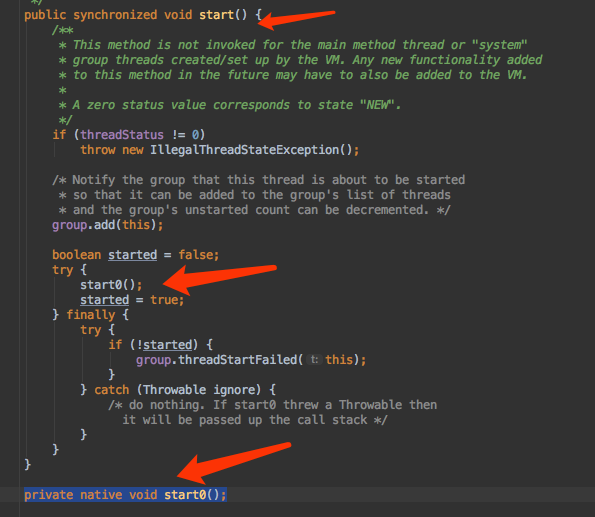 */
public synchronized void start() {
/**
* This method is not invoked for the main method thread or "system"
* group threads created/set up by the VM. Any new functionality added
* to this method in the future may have to also be added to the VM.
*
* A zero status value corresponds to state "NEW".
*/
if (threadStatus != 0)
throw new IllegalThreadStateException();
/* Notify the group that this thread is about to be started
* so that it can be added to the group's list of threads
* and the group's unstarted count can be decremented. */
group.add(this);
boolean started = false;
try {
start0();
started = true;
} finally {
try {
if (!started) {
group.threadStartFailed( t: this);
}
} catch (Throwable ignore) {
/* do nothing. If start0 threw a Throwable then
it will be passed up the call stack */
}
}
}
private native void start0();